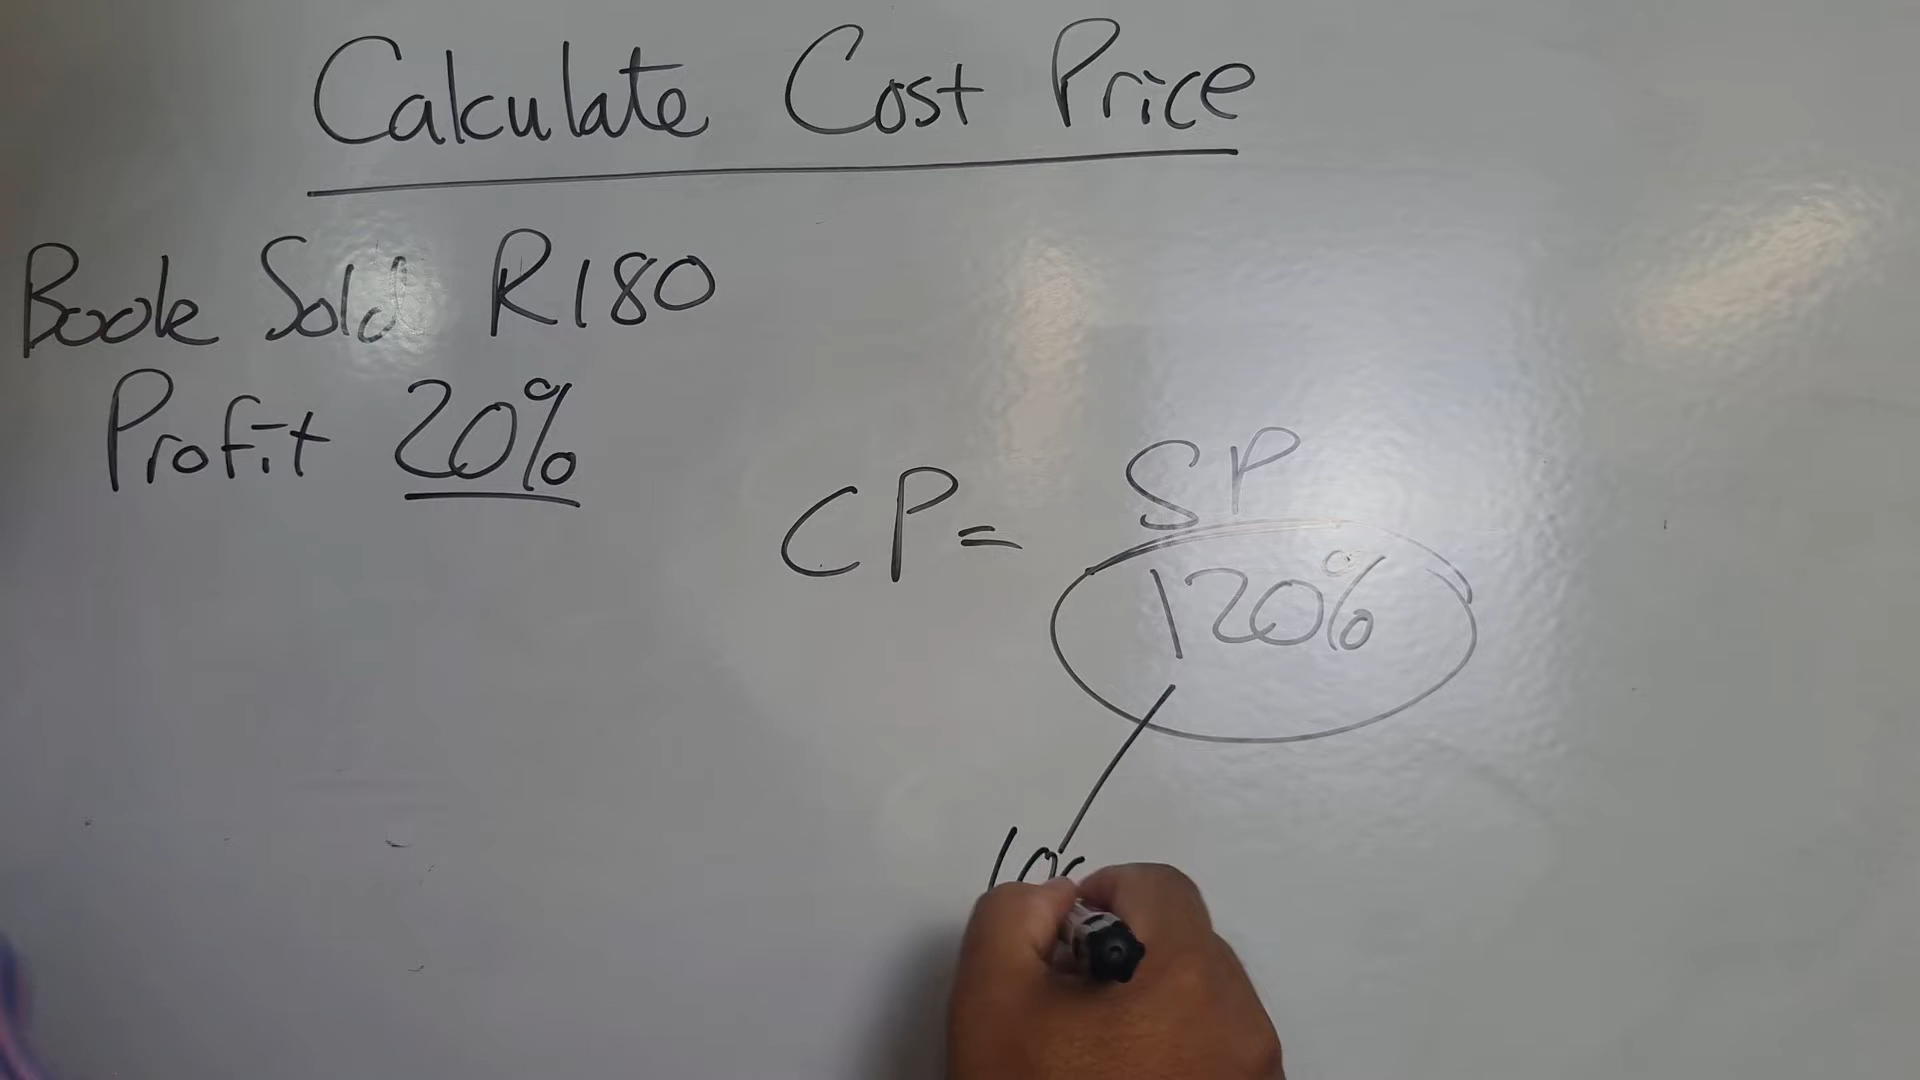 Calculate Cost Price
Book Sold R180
Profit 20%
CP = SP
120%